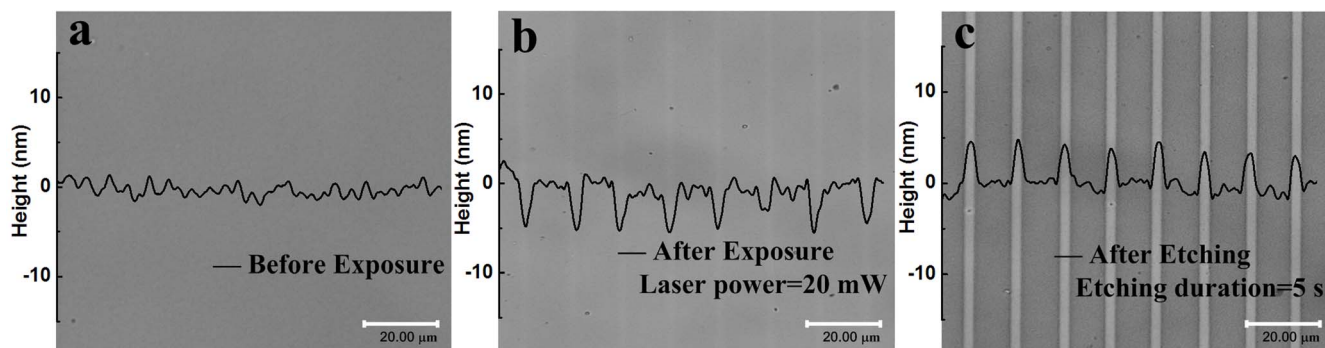 a
10
0
-10
Height (nm)
— Before Exposure
20.00 μm
b
10
0
-10
Height (nm)
— After Exposure
Laser power=20 mW
20.00 μm
c
10
0
-10
Height (nm)
— After Etching
Etching duration=5 s
20.00 μm